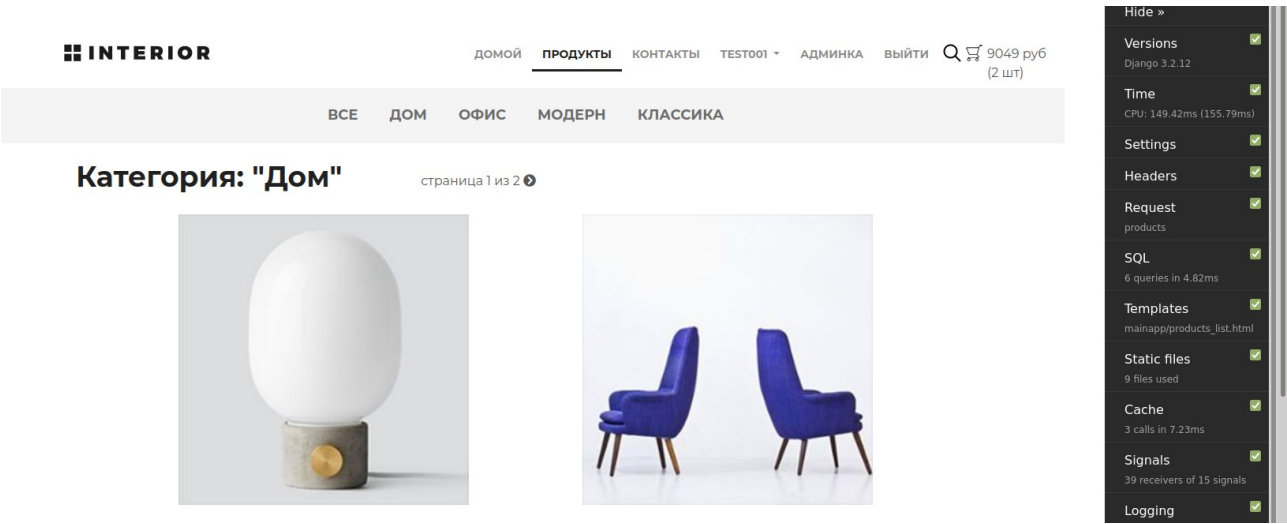 INTERIOR
ДОМОЙ ПРОДУКТЫ КОНТАКТЫ TEST001 АДМИНКА ВЫЙТИ 9049 руб
(2 шт)
ВСЕ ДОМ ОФИС МОДЕРН КЛАССИКА
Категория: "Дом" страница 1 из 2
Hide »
Versions
Django 3.2.12
Time
CPU: 149.42ms (155.79ms)
Settings
Headers
Request
products
SQL
6 queries in 4.82ms
Templates
mainapp/products_list.html
Static files
9 files used
Cache
3 calls in 7.23ms
Signals
39 receivers of 15 signals
Logging